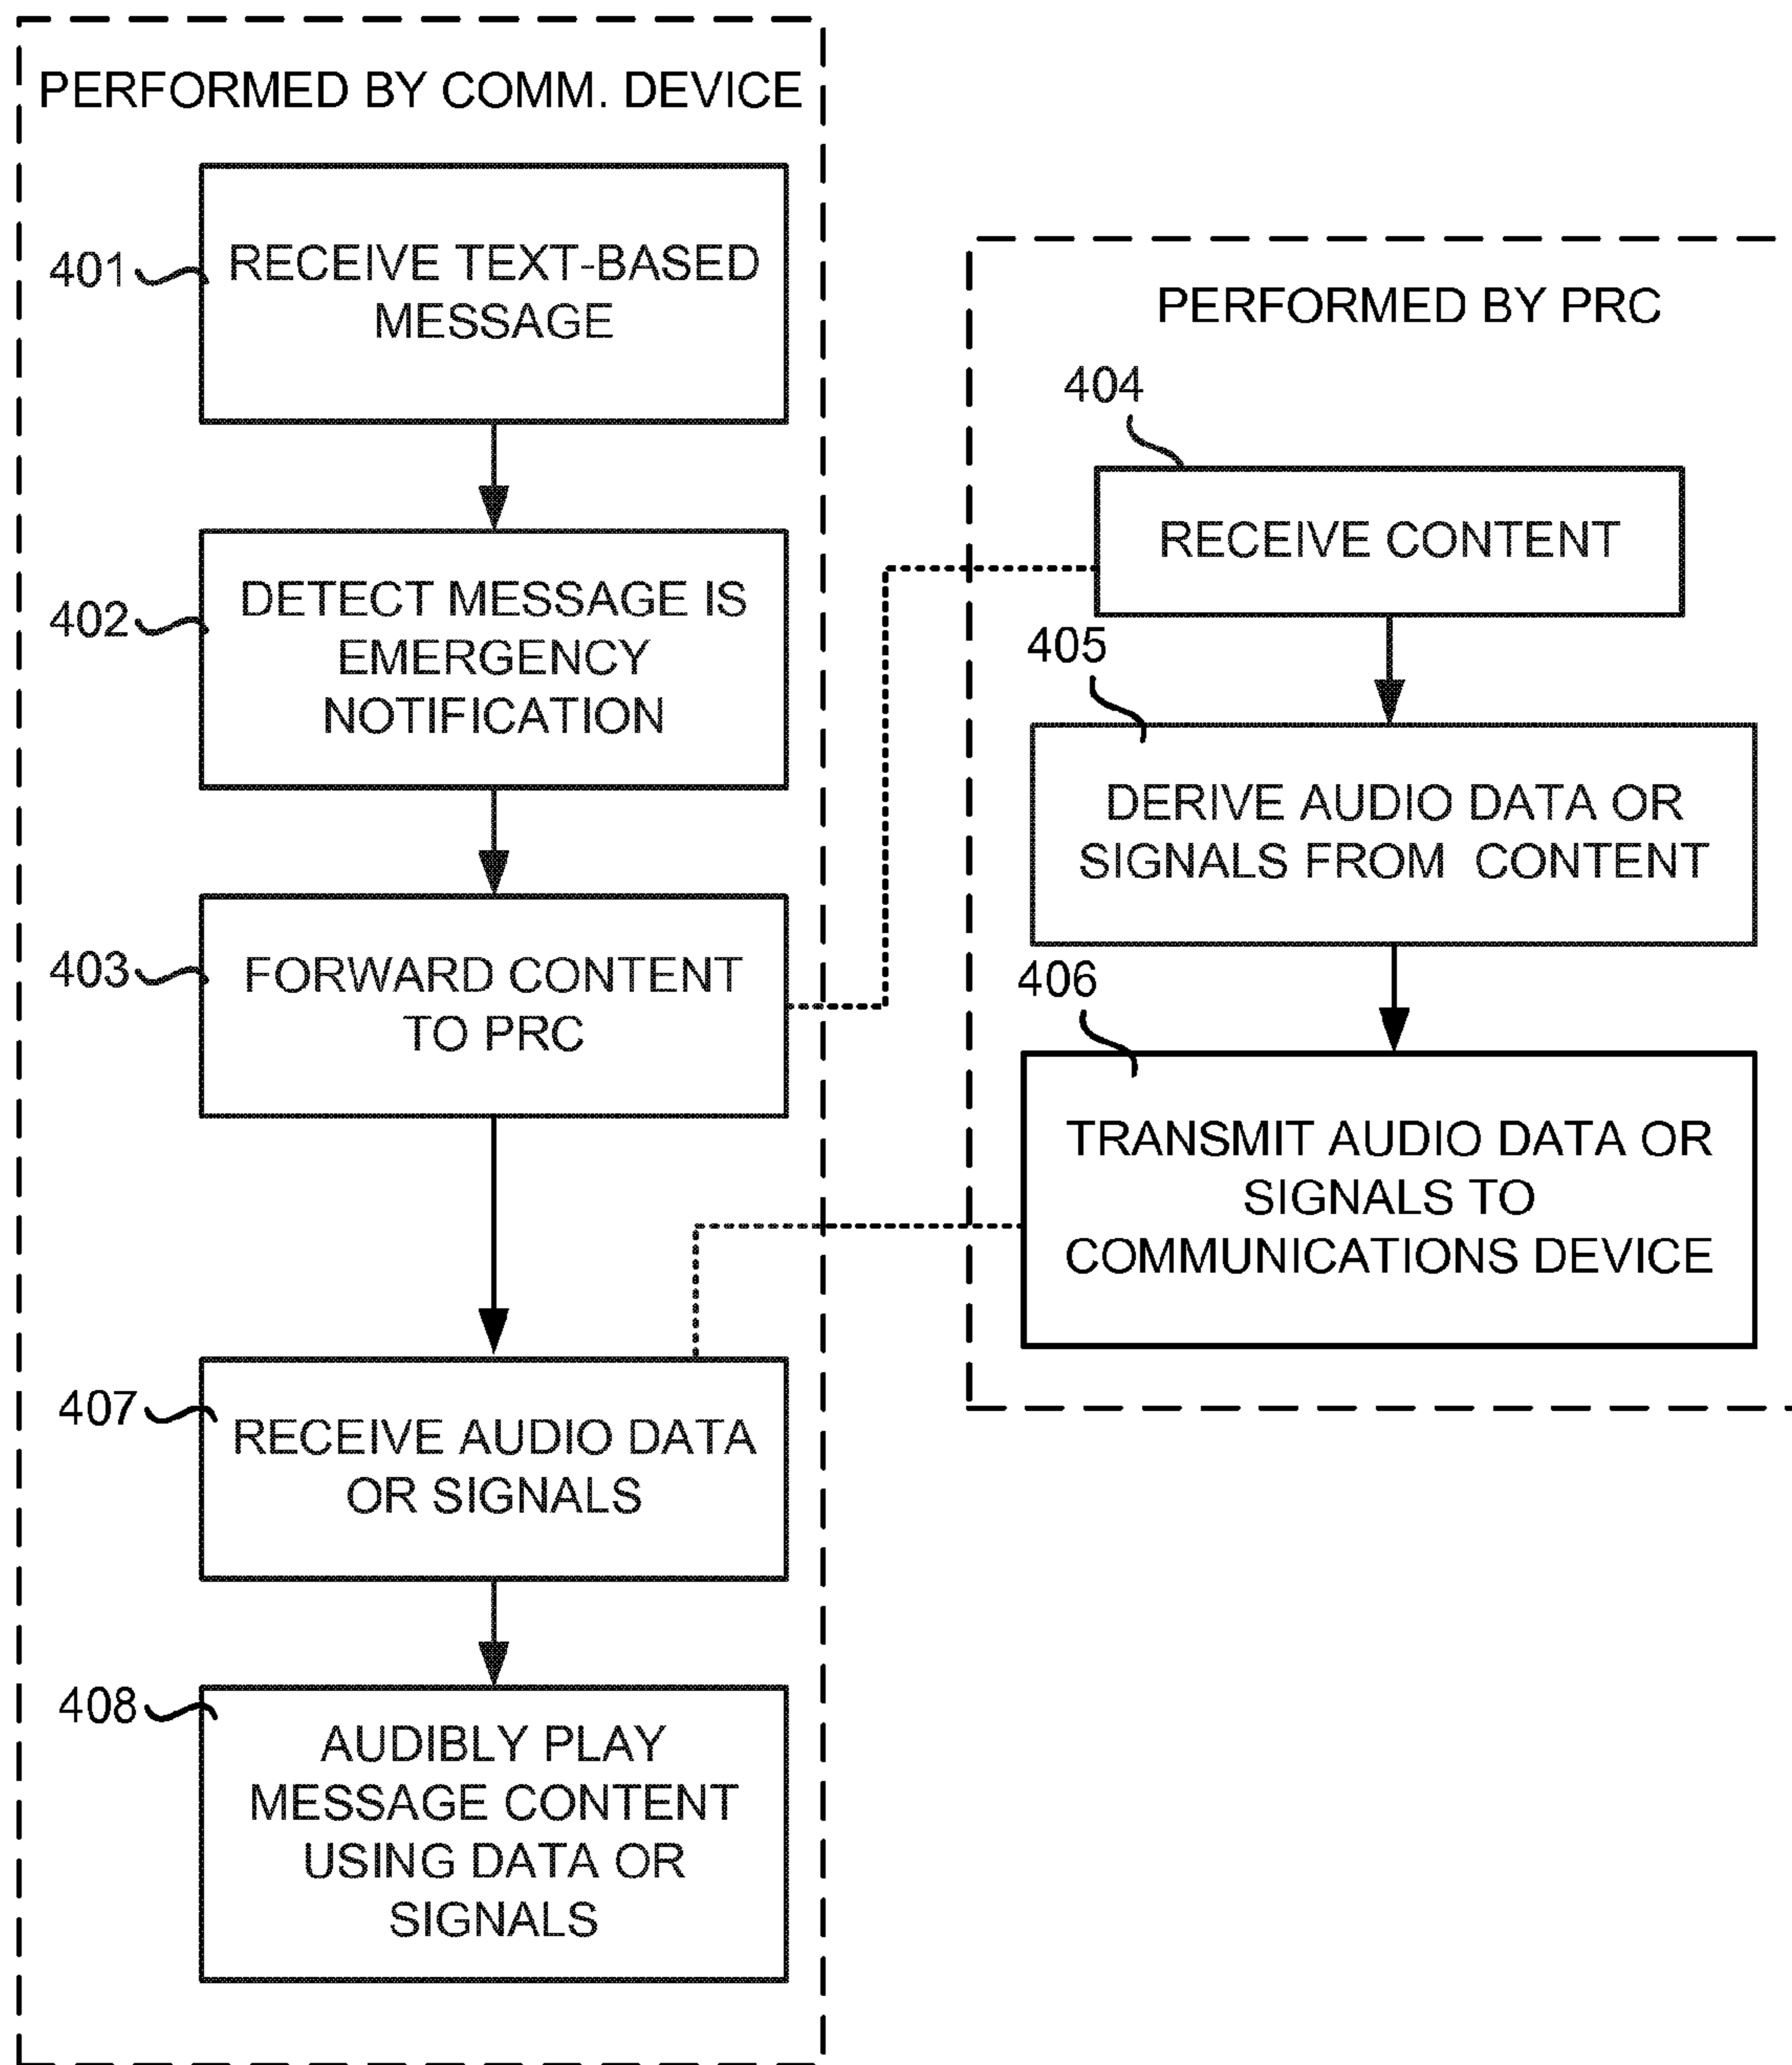 PERFORMED BY COMM. DEVICE
401
RECEIVE TEXT-BASED
MESSAGE
402
DETECT MESSAGE IS
EMERGENCY
NOTIFICATION
403
FORWARD CONTENT
TO PRC
407
RECEIVE AUDIO DATA
OR SIGNALS
408
AUDIBLY PLAY
MESSAGE CONTENT
USING DATA OR
SIGNALS
PERFORMED BY PRC
404
RECEIVE CONTENT
405
DERIVE AUDIO DATA OR
SIGNALS FROM CONTENT
406
TRANSMIT AUDIO DATA OR
SIGNALS TO
COMMUNICATIONS DEVICE